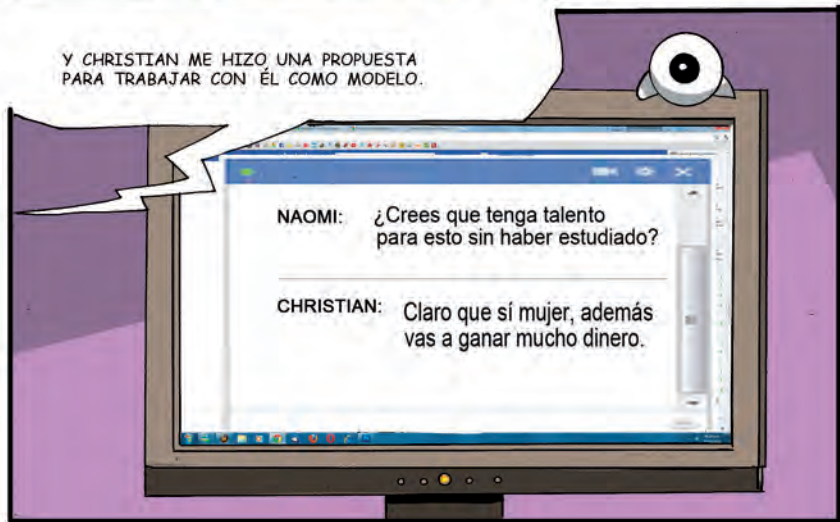 Y CHRISTIAN ME HIZO UNA PROPUESTA
PARA TRABAJAR CON ÉL COMO MODELO.
NAOMI: ¿Crees que tenga talento
para esto sin haber estudiado?
CHRISTIAN: Claro que sí mujer, además
vas a ganar mucho dinero.